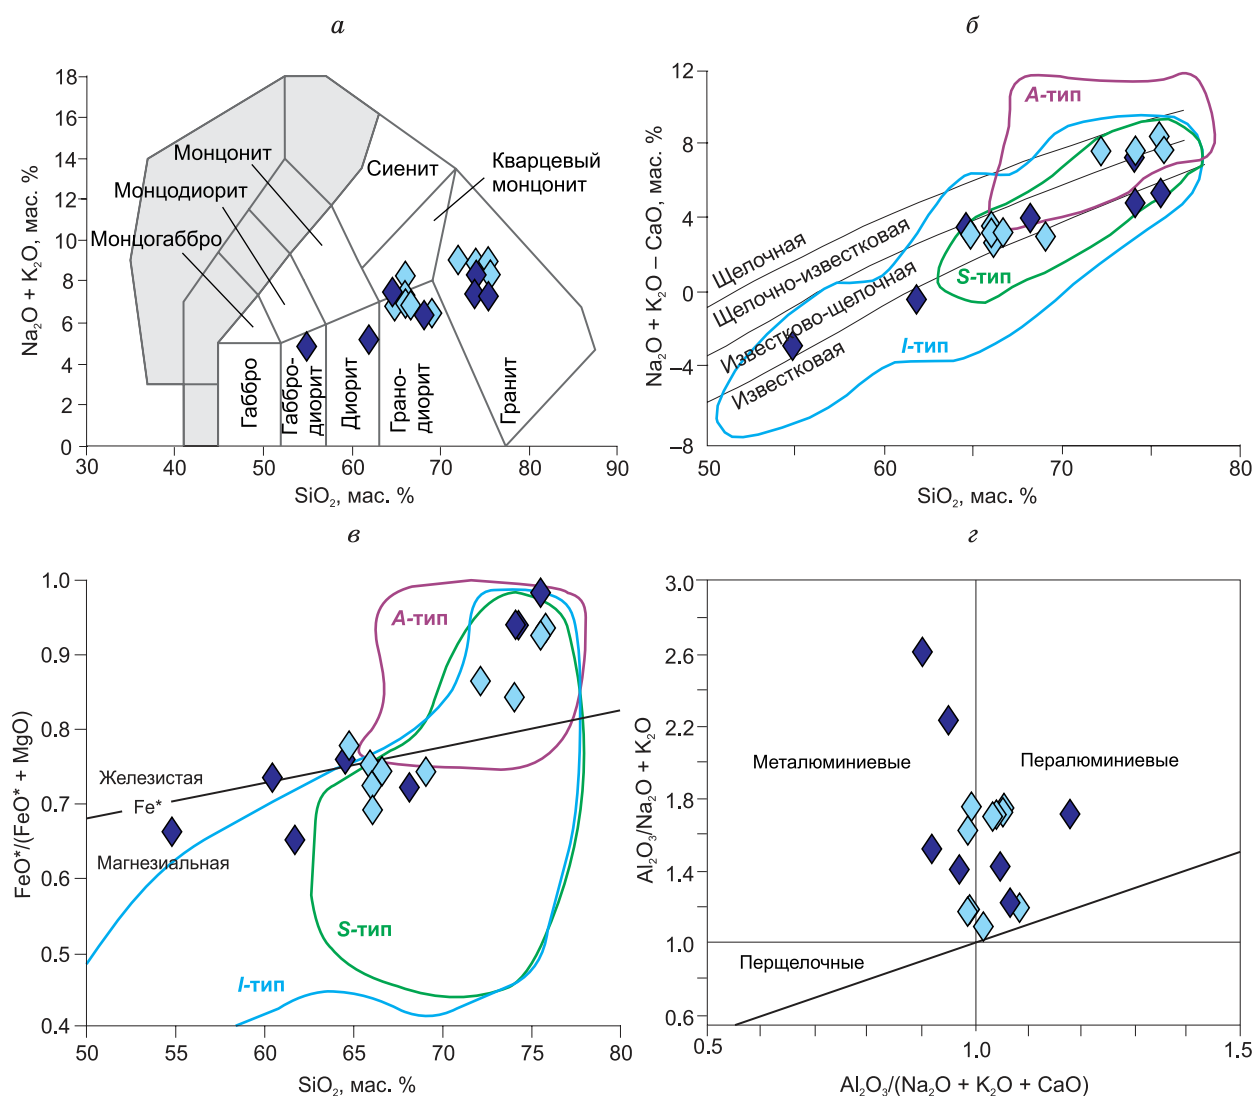 а
18
16
14
12
10
8
6
4
2
0
Na₂O + K₂O, мас. %
Монцонит
Монцодиорит
Монцогаббро
Сиенит
Кварцевый
монцонит
Габбро
Габбро-
диорит
Диорит
Грано-
диорит
Гранит
30 40 50 60 70 80 90
SiO₂, мас. %
б
12
8
4
0
–4
–8
Na₂O + K₂O – CaO, мас. %
А-тип
S-тип
I-тип
Щелочная
Щелочно-известковая
Известково-щелочная
Известковая
50 60 70 80
SiO₂, мас. %
в
1.0
0.9
0.8
0.7
0.6
0.5
0.4
FeO*/(FeO* + MgO)
А-тип
Железистая
Fe*
Магнезиальная
S-тип
I-тип
50 55 60 65 70 75 80
SiO₂, мас. %
г
3.0
2.6
2.2
1.8
1.4
1.0
0.6
Al₂O₃/Na₂O + K₂O
Металюминиевые
Пералюминиевые
Перщелочные
0.5 1.0 1.5
Al₂O₃/(Na₂O + K₂O + CaO)